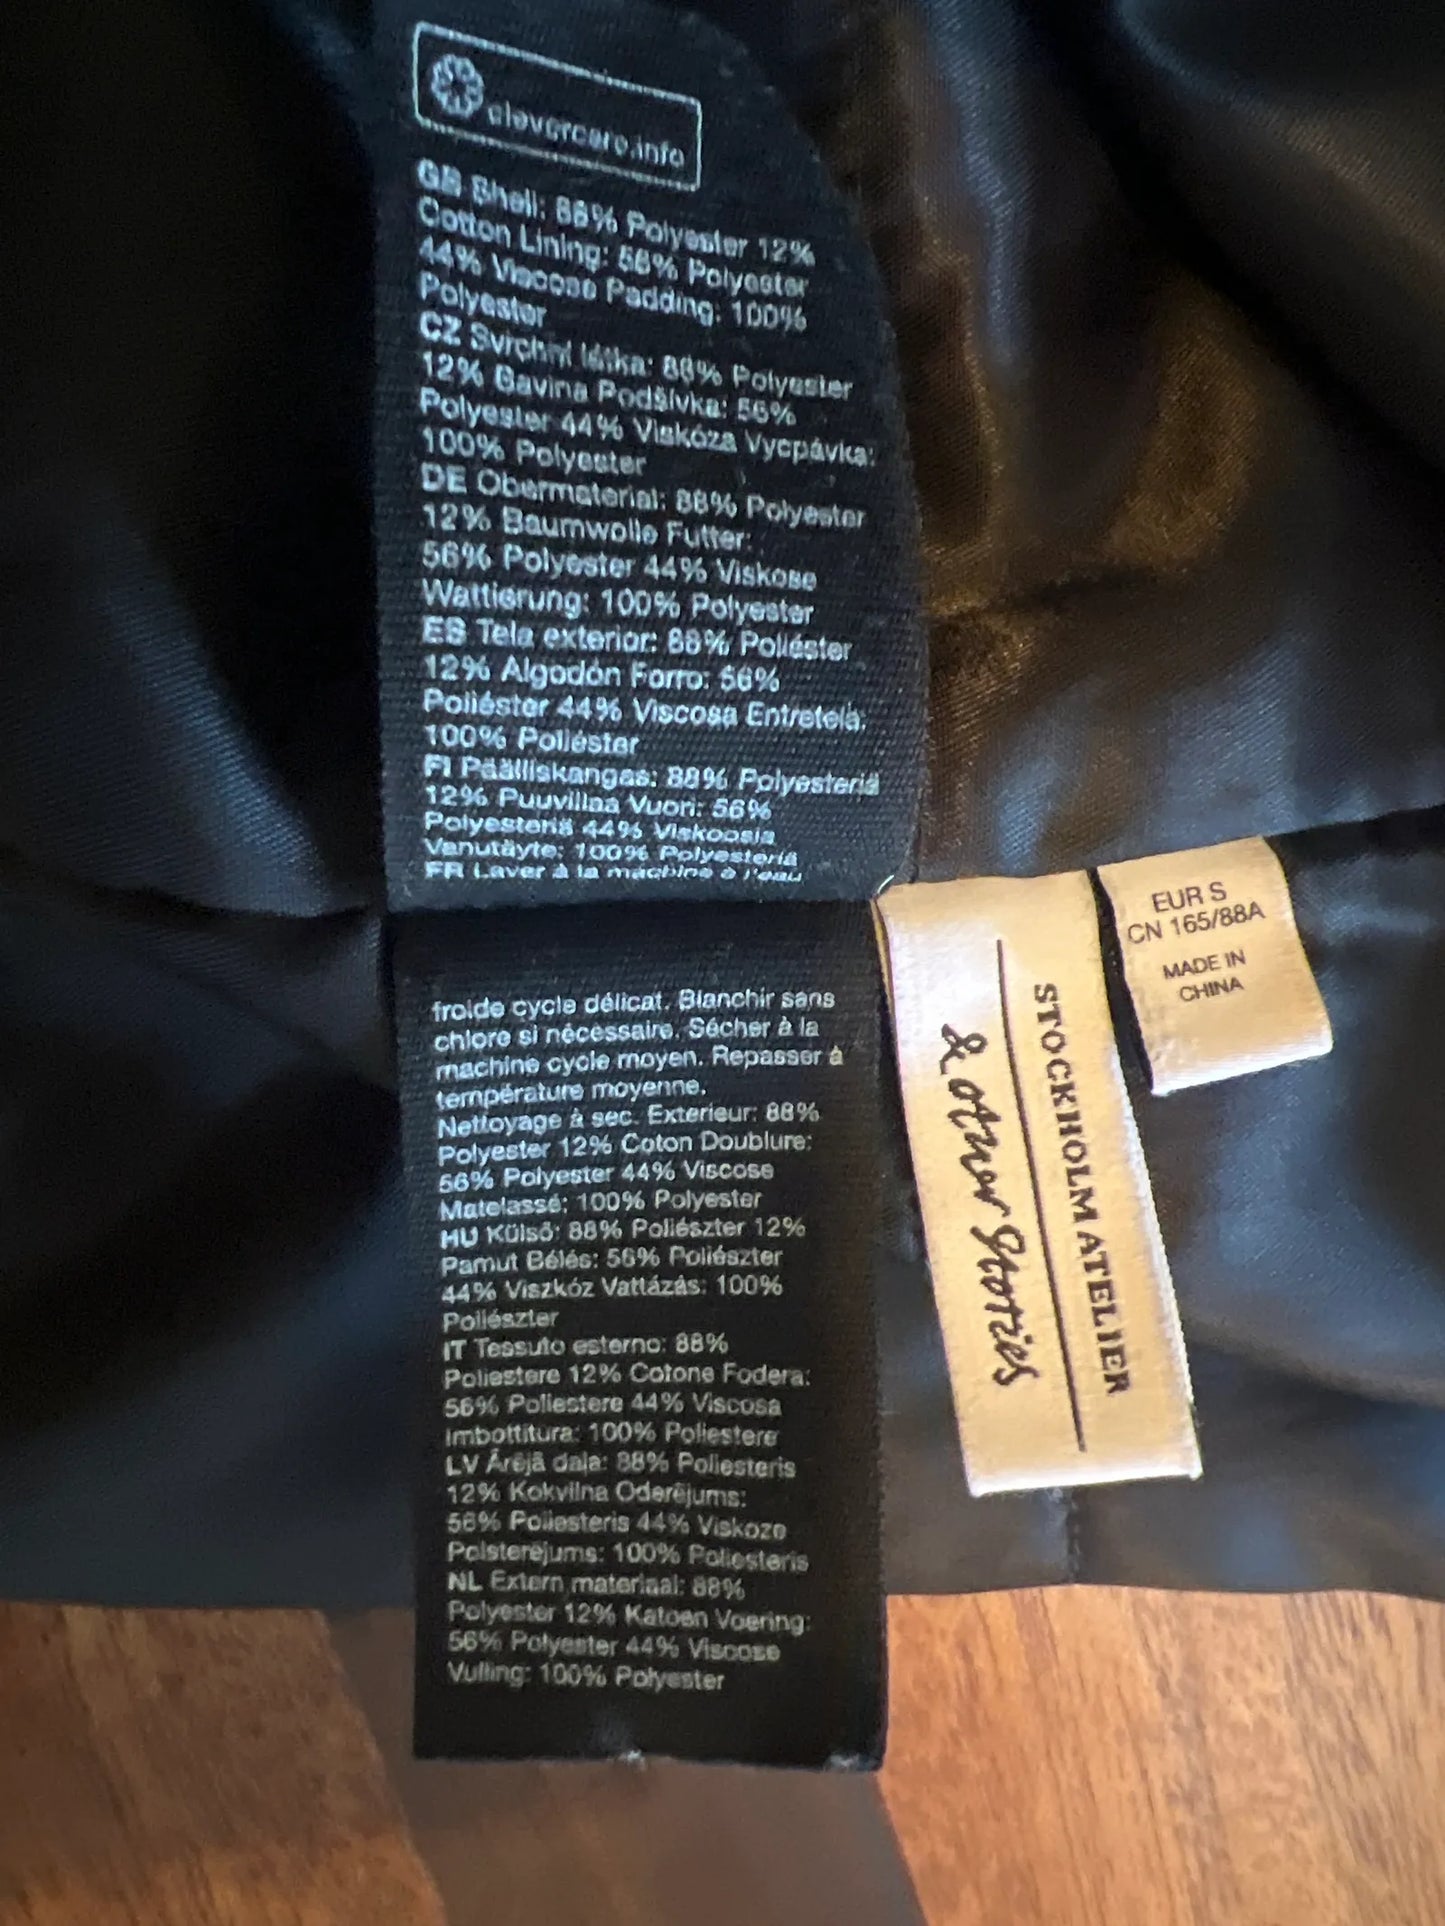 clevercare.info
GB Shell: 88% Polyester 12%
Cotton Lining: 56% Polyester
44% Viscose Padding: 100%
Polyester
CZ Svrchní látka: 88% Polyester
12% Bavlna Podšívka: 56%
Polyester 44% Viskóza Vycpávka:
100% Polyester
DE Obermaterial: 88% Polyester
12% Baumwolle Futter:
56% Polyester 44% Viskose
Wattierung: 100% Polyester
ES Tela exterior: 88% Poliéster
12% Algodón Forro: 56%
Poliéster 44% Viscosa Entretela:
100% Poliéster
FI Päälliskangas: 88% Polyesteriä
12% Puuvillaa Vuori: 56%
Polyesteriä 44% Viskoosia
Vanutäyte: 100% Polyesteriä
FR Laver à la machine à l'eau
froide cycle délicat. Blanchir sans
chlore si nécessaire. Sécher à la
machine cycle moyen. Repasser à
température moyenne.
Nettoyage à sec. Exterieur: 88%
Polyester 12% Coton Doublure:
56% Polyester 44% Viscose
Matelassé: 100% Polyester
HU Külső: 88% Poliészter 12%
Pamut Bélés: 56% Poliészter
44% Viszkóz Vattázás: 100%
Poliészter
IT Tessuto esterno: 88%
Poliestere 12% Cotone Fodera:
56% Poliestere 44% Viscosa
Imbottitura: 100% Poliestere
LV Ārējā daļa: 88% Poliesteris
12% Kokvilna Oderējums:
56% Poliesteris 44% Viskoze
Polsterējums: 100% Poliesteris
NL Extern materiaal: 88%
Polyester 12% Katoen Voering:
56% Polyester 44% Viscose
Vulling: 100% Polyester
STOCKHOLM ATELIER
& other Stories
EUR S
CN 165/88A
MADE IN
CHINA